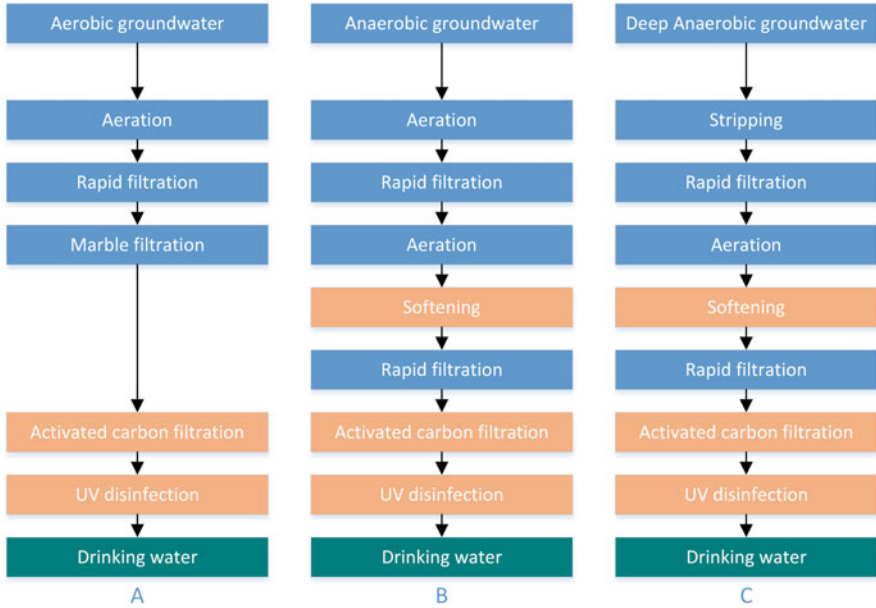 Aerobic groundwater
Aeration
Rapid filtration
Marble filtration
Activated carbon filtration
UV disinfection
Drinking water
A
Anaerobic groundwater
Aeration
Rapid filtration
Aeration
Softening
Rapid filtration
Activated carbon filtration
UV disinfection
Drinking water
B
Deep Anaerobic groundwater
Stripping
Rapid filtration
Aeration
Softening
Rapid filtration
Activated carbon filtration
UV disinfection
Drinking water
C